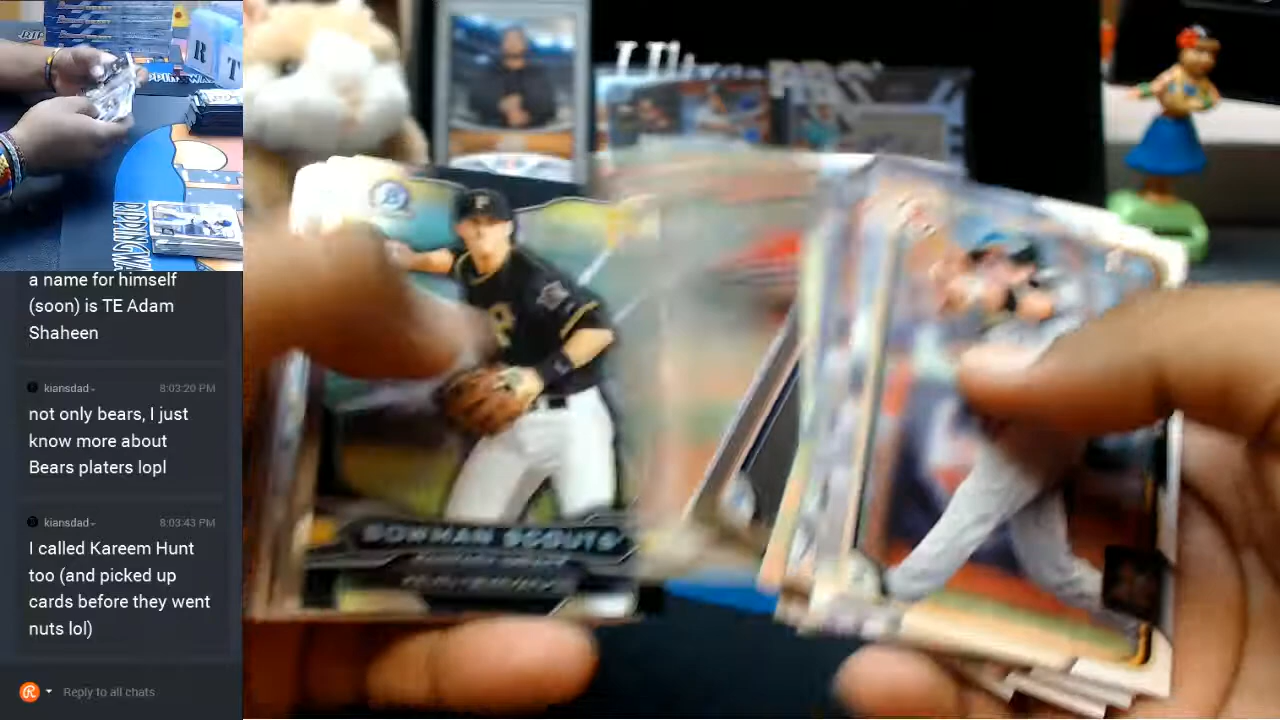 R T
RIPPINGWA
a name for himself
(soon) is TE Adam
Shaheen
kiansdad
8:03:20 PM
not only bears, I just
know more about
Bears platers lopl
kiansdad
8:03:43 PM
I called Kareem Hunt
too (and picked up
cards before they went
nuts lol)
Reply to all chats
BOWMAN SCOUTS'